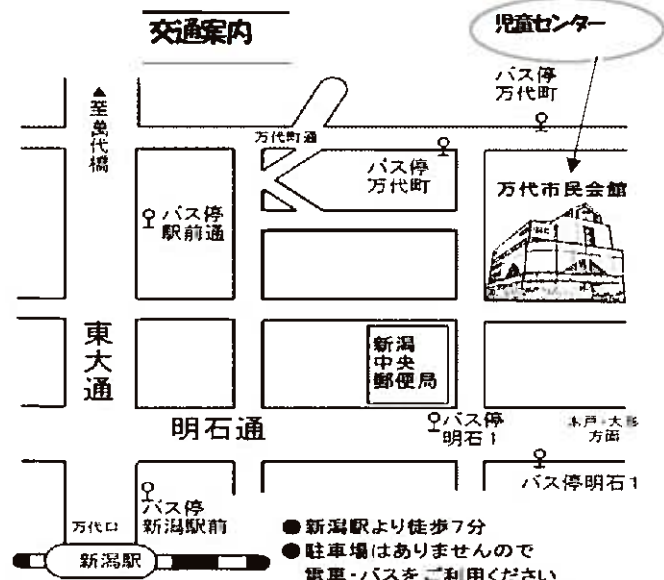 交通案内
児童センター
バス停
万代町
▲至萬代橋
万代町通
バス停
万代町
万代市民会館
バス停
駅前通
東大通
新潟
中央
郵便局
明石通
バス停
明石1
木戸・大形
方面
バス停明石1
バス停
新潟駅前
万代口
新潟駅
●新潟駅より徒歩7分
●駐車場はありませんので
電車・バスをご利用ください